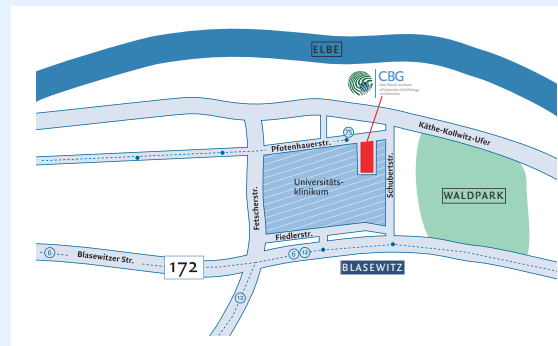 ELBE
CBG
Käthe-Kollwitz-Ufer
75
Pfotenhauerstr.
Universitäts-
klinikum
Schubertstr.
Fetscherstr.
WALDPARK
Fiedlerstr.
6
Blasewitzer Str.
172
6 12
BLASEWITZ
12